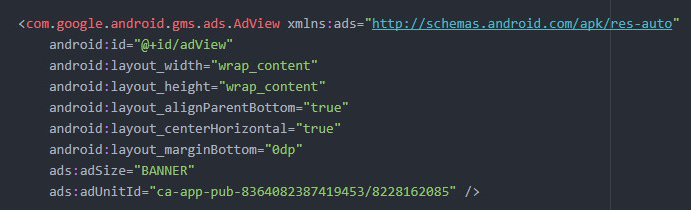 <com.google.android.gms.ads.AdView xmlns:ads="http://schemas.android.com/apk/res-auto"
android:id="@+id/adView"
android:layout_width="wrap_content"
android:layout_height="wrap_content"
android:layout_alignParentBottom="true"
android:layout_centerHorizontal="true"
android:layout_marginBottom="0dp"
ads:adSize="BANNER"
ads:adUnitId="ca-app-pub-8364082387419453/8228162085" />